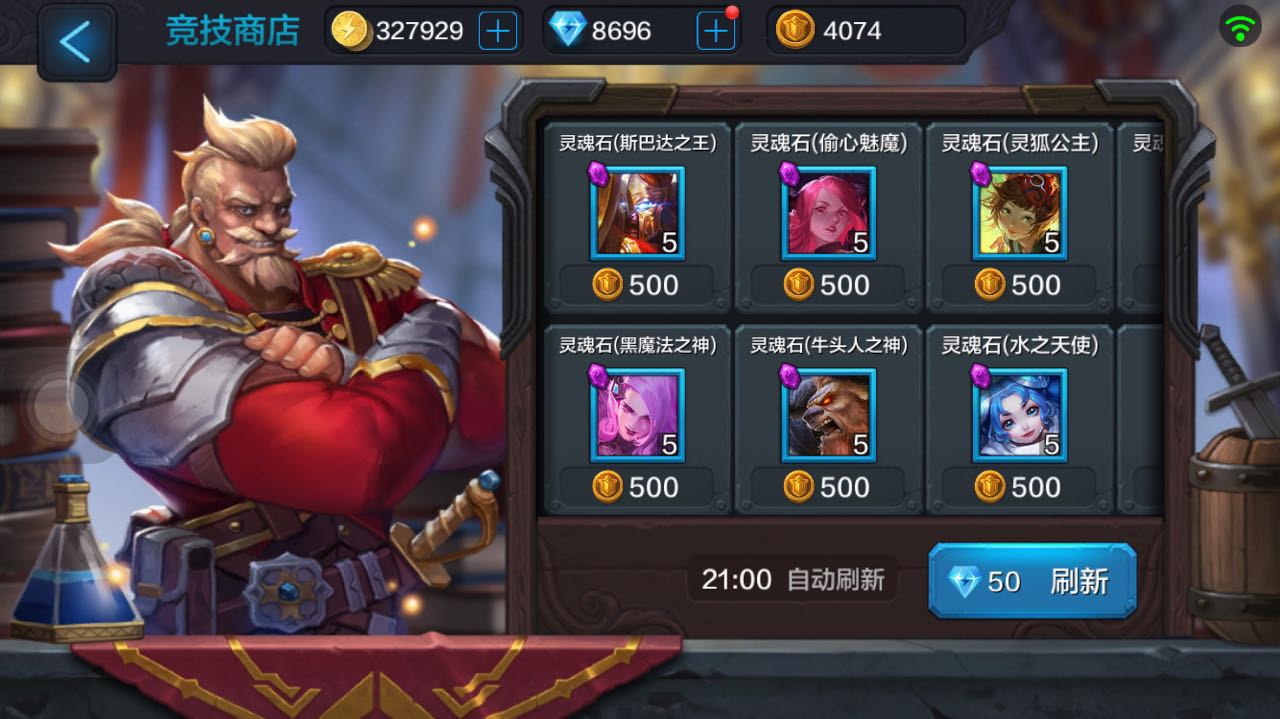 竞技商店
327929
8696
4074
灵魂石(斯巴达之王)
5
500
灵魂石(偷心魅魔)
5
500
灵魂石(灵狐公主)
5
500
灵魂石(黑魔法之神)
5
500
灵魂石(牛头人之神)
5
500
灵魂石(水之天使)
5
500
21:00 自动刷新
50 刷新